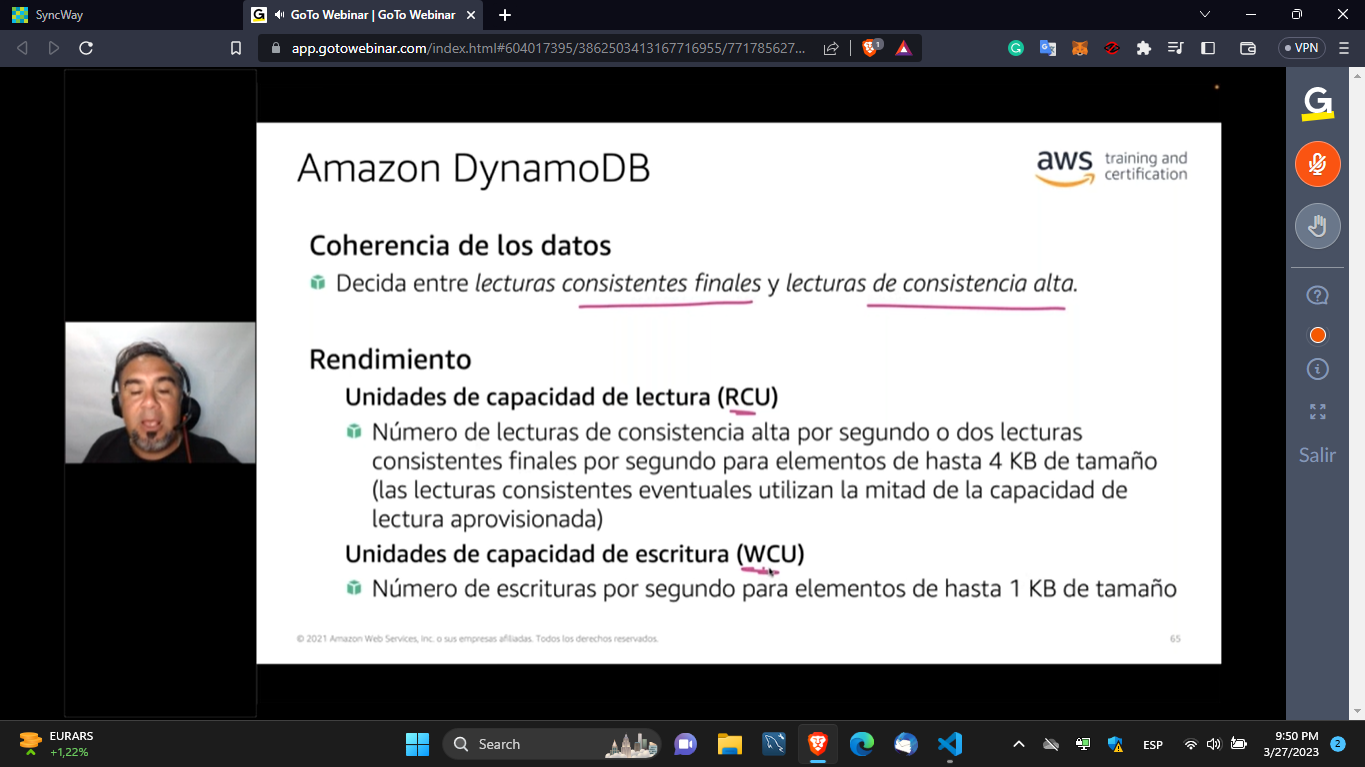 SyncWay
G
GoTo Webinar | GoTo Webinar
app.gotowebinar.com/index.html#604017395/3862503413167716955/771785627...
1
VPN
G
Amazon DynamoDB
aws training and
certification
Coherencia de los datos
Decida entre lecturas consistentes finales y lecturas de consistencia alta.
Rendimiento
Unidades de capacidad de lectura (RCU)
Número de lecturas de consistencia alta por segundo o dos lecturas
consistentes finales por segundo para elementos de hasta 4 KB de tamaño
(las lecturas consistentes eventuales utilizan la mitad de la capacidad de
lectura aprovisionada)
Unidades de capacidad de escritura (WCU)
Número de escrituras por segundo para elementos de hasta 1 KB de tamaño
© 2021 Amazon Web Services, Inc. o sus empresas afiliadas. Todos los derechos reservados.
65
Salir
EURARS
+1,22%
Search
ESP
9:50 PM
3/27/2023
2